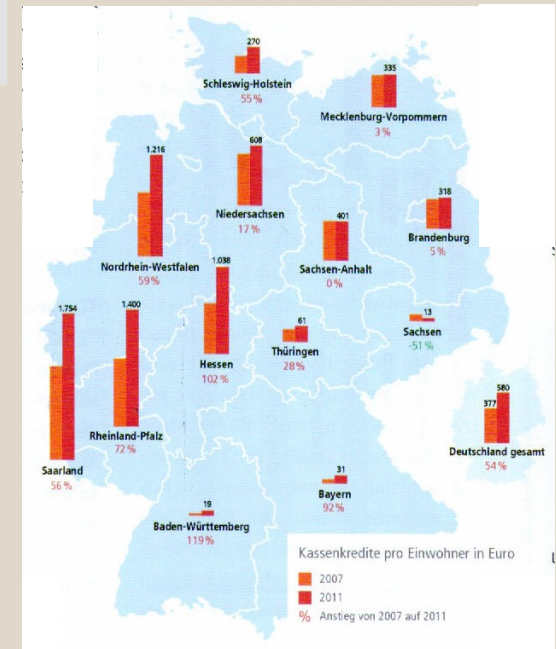 270
Schleswig-Holstein
55 %
335
Mecklenburg-Vorpommern
3 %
1.216
Nordrhein-Westfalen
59 %
608
Niedersachsen
17 %
401
Sachsen-Anhalt
0 %
318
Brandenburg
5 %
1.754
Saarland
56 %
1.400
Rheinland-Pfalz
72 %
1.038
Hessen
102 %
61
Thüringen
28 %
13
Sachsen
-51 %
377
580
Deutschland gesamt
54 %
19
Baden-Württemberg
119 %
31
Bayern
92 %
Kassenkredite pro Einwohner in Euro
2007
2011
% Anstieg von 2007 auf 2011